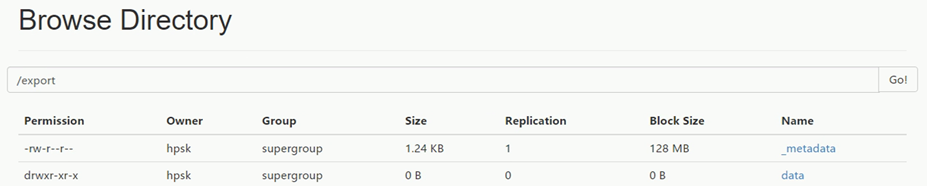 Browse Directory
/export Go!
Permission Owner Group Size Replication Block Size Name
-rw-r--r-- hpsk supergroup 1.24 KB 1 128 MB _metadata
drwxr-xr-x hpsk supergroup 0 B 0 0 B data